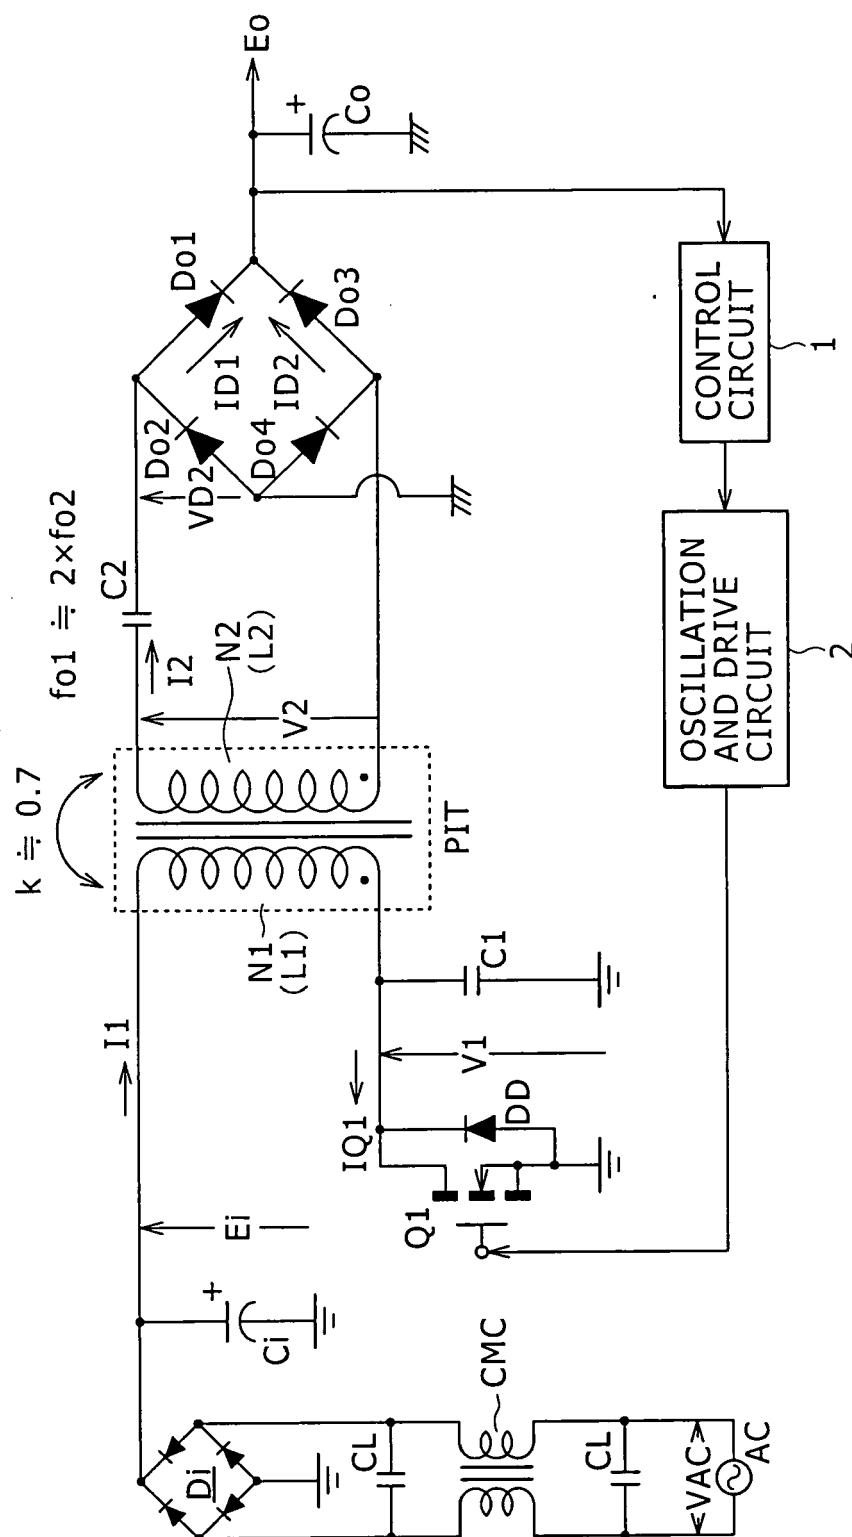 k ≒ 0.7
fo1 ≒ 2×fo2
VAC
AC
CL
CMC
CL
Di
Ci
+
Ei
I1
Q1
IQ1
DD
V1
C1
N1
(L1)
PIT
N2
(L2)
V2
I2
C2
VD2
Do2
Do4
ID1
ID2
Do1
Do3
+
Co
Eo
CONTROL
CIRCUIT
1
OSCILLATION
AND DRIVE
CIRCUIT
2